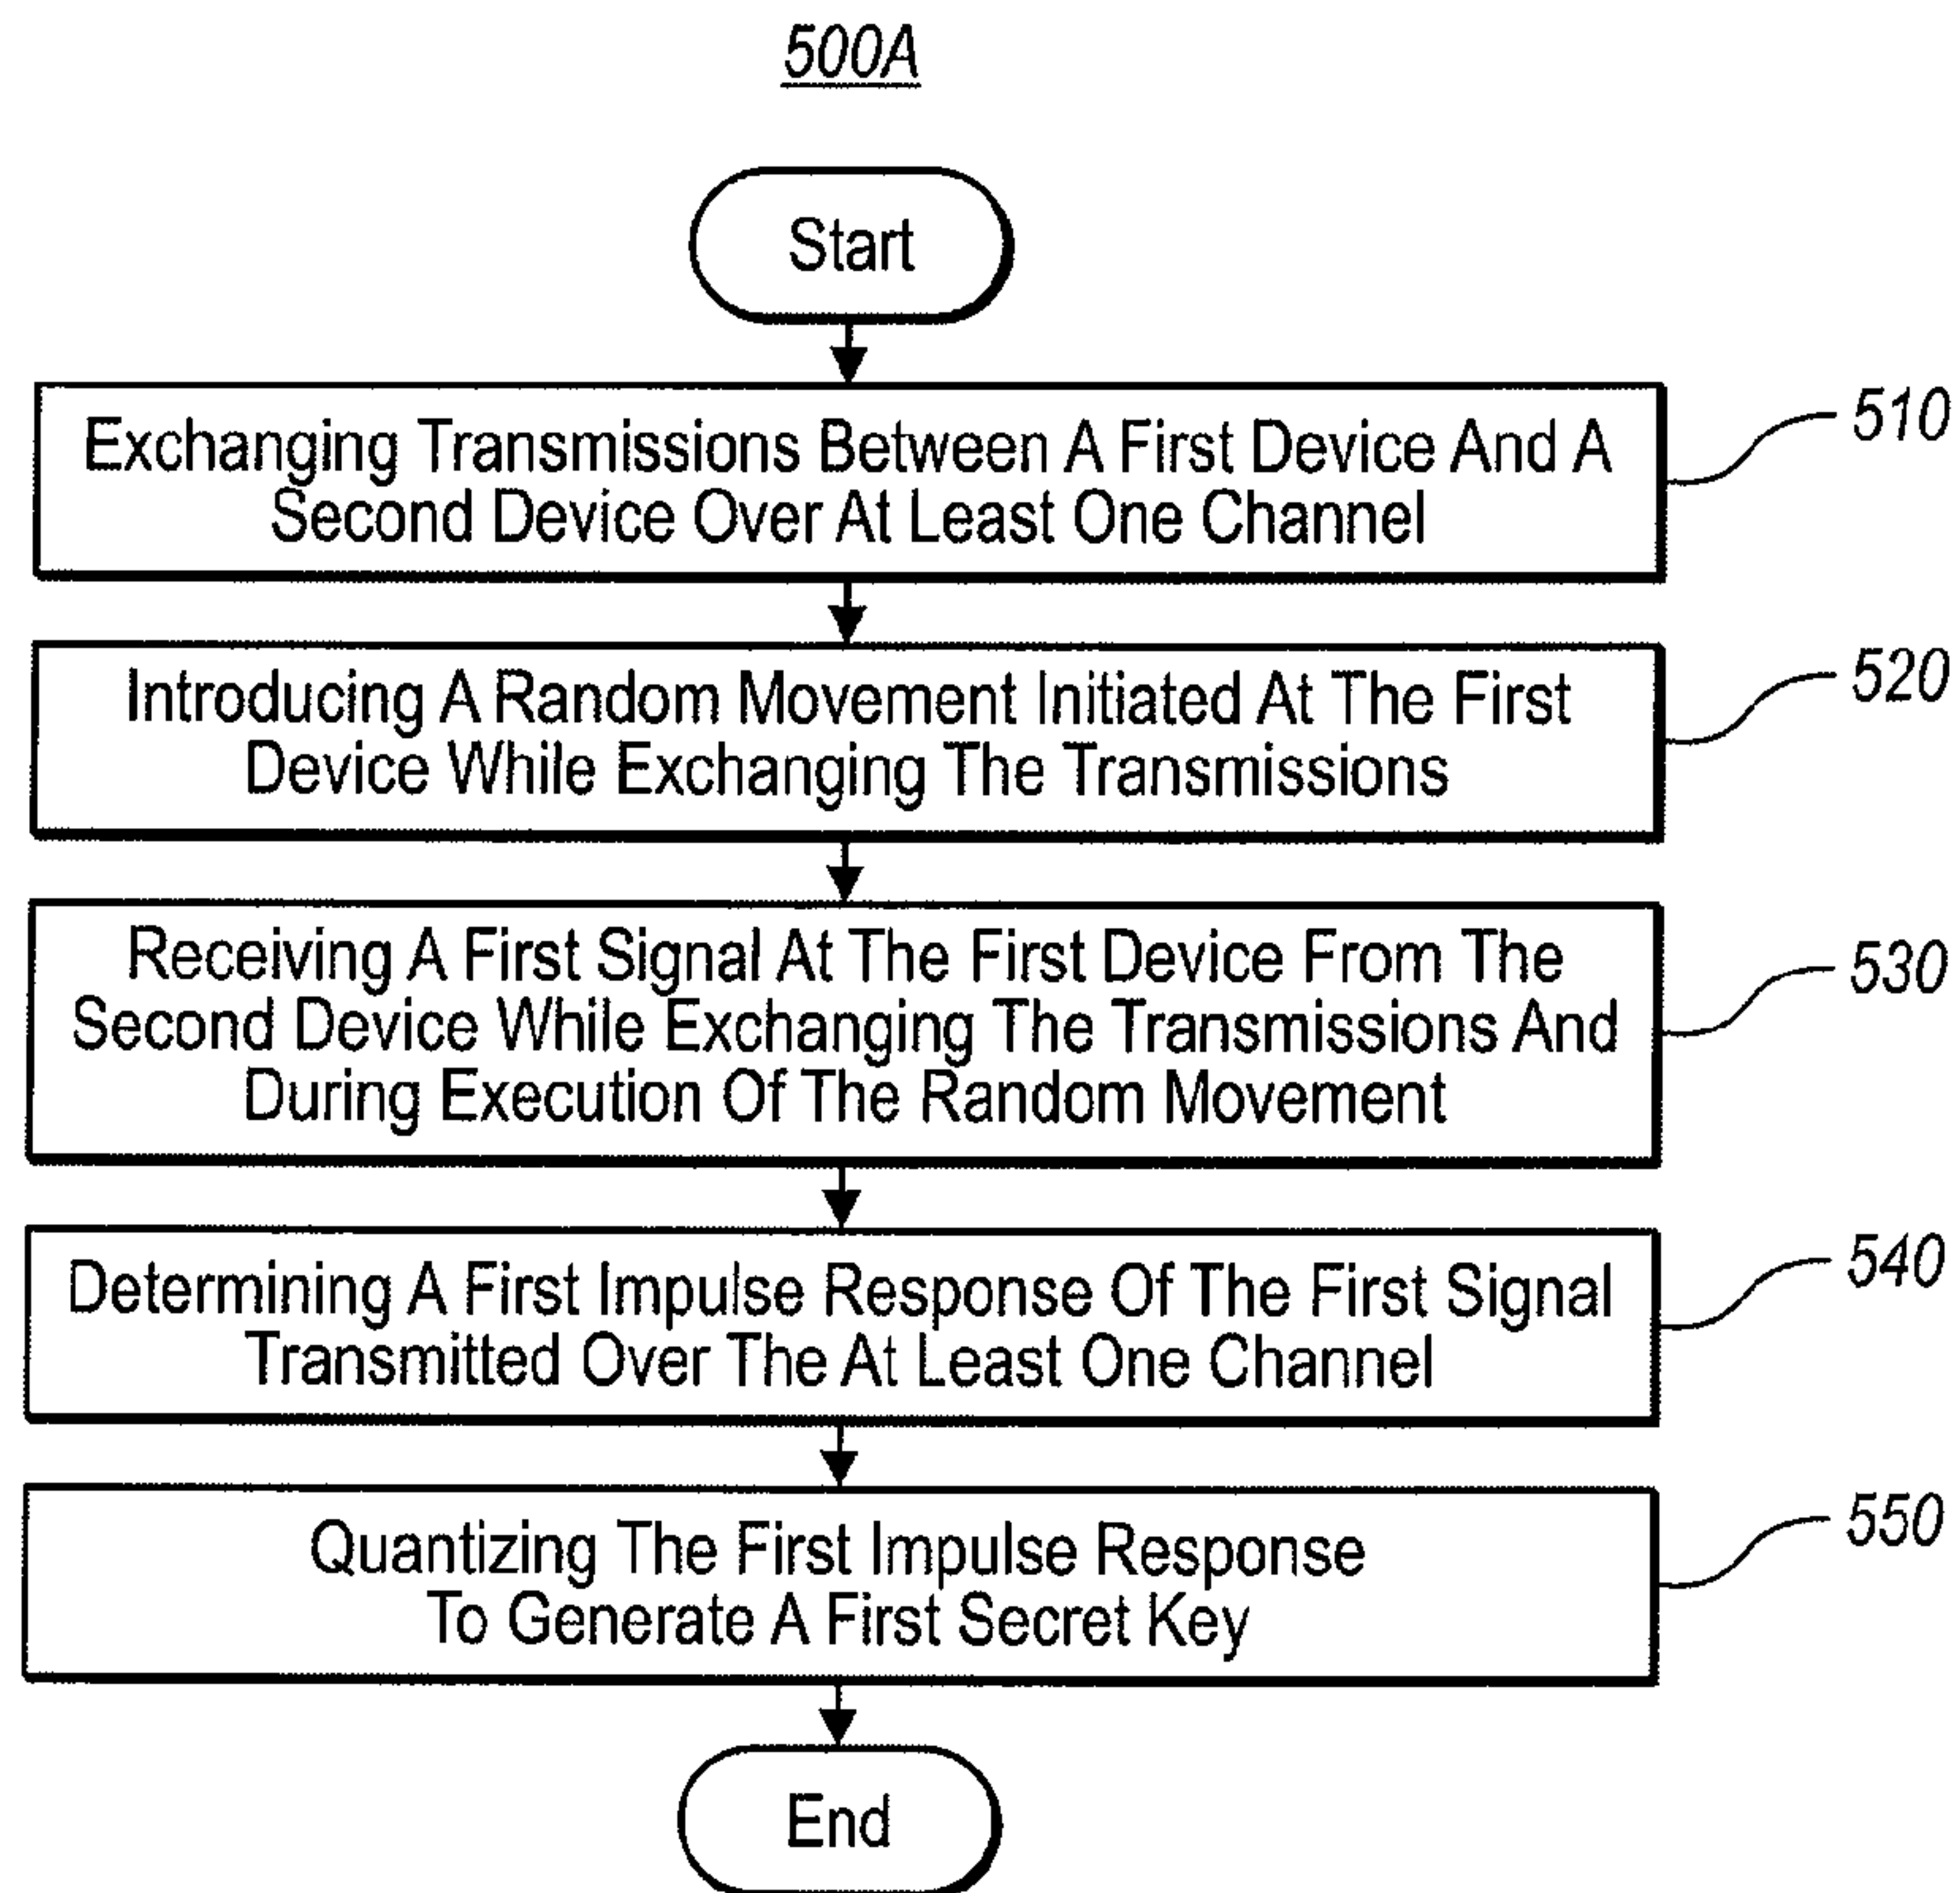 500A
Start
Exchanging Transmissions Between A First Device And A
Second Device Over At Least One Channel
510
Introducing A Random Movement Initiated At The First
Device While Exchanging The Transmissions
520
Receiving A First Signal At The First Device From The
Second Device While Exchanging The Transmissions And
During Execution Of The Random Movement
530
Determining A First Impulse Response Of The First Signal
Transmitted Over The At Least One Channel
540
Quantizing The First Impulse Response
To Generate A First Secret Key
550
End